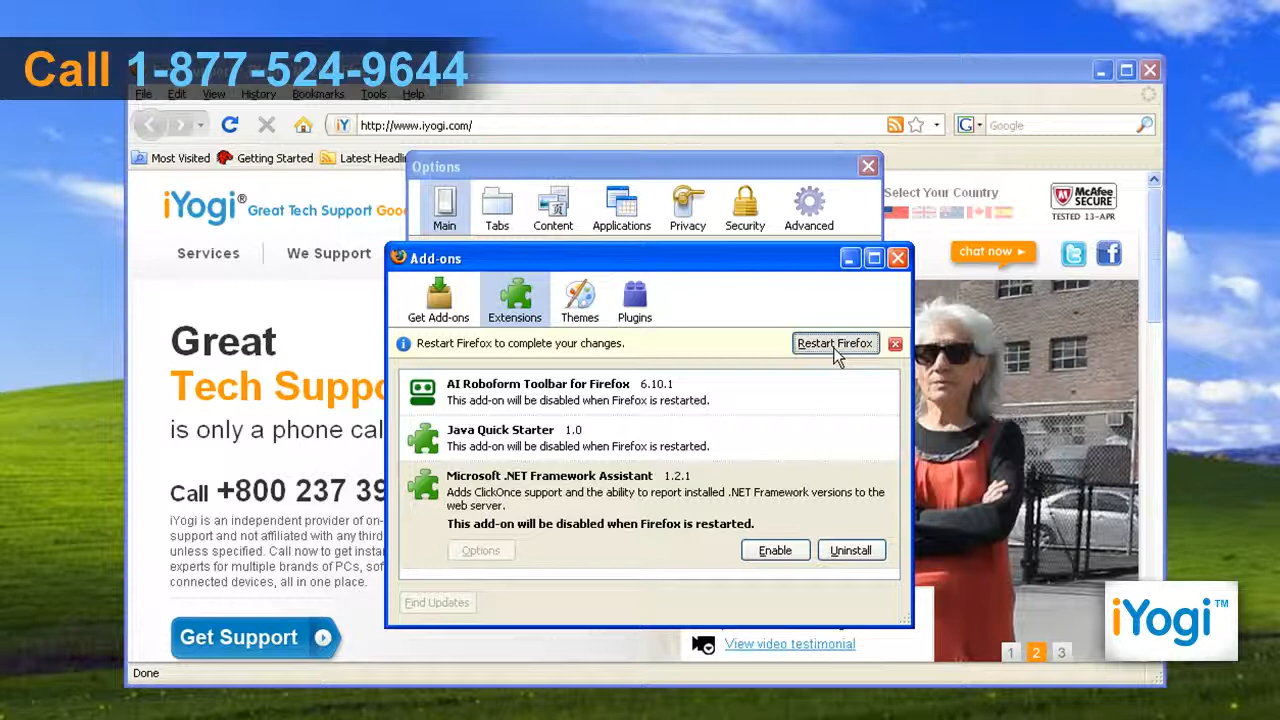 Call 1-877-524-9644
File Edit View History Bookmarks Tools Help
iY http://www.iyogi.com/ G Google
Most Visited Getting Started Latest Headli
Options
Main Tabs Content Applications Privacy Security Advanced
iYogi® Great Tech Support Goo
Select Your Country
McAfee
SECURE
TESTED 13-APR
Services We Support
chat now
Add-ons
Get Add-ons Extensions Themes Plugins
Restart Firefox to complete your changes. Restart Firefox
AI Roboform Toolbar for Firefox 6.10.1
This add-on will be disabled when Firefox is restarted.
Java Quick Starter 1.0
This add-on will be disabled when Firefox is restarted.
Microsoft .NET Framework Assistant 1.2.1
Adds ClickOnce support and the ability to report installed .NET Framework versions to the
web server.
This add-on will be disabled when Firefox is restarted.
Options Enable Uninstall
Find Updates
Great
Tech Suppo
is only a phone cal
Call +800 237 39
iYogi is an independent provider of on-
support and not affiliated with any third
unless specified. Call now to get instan
experts for multiple brands of PCs, sof
connected devices, all in one place.
Get Support
View video testimonial
1 2 3
iYogi™
Done